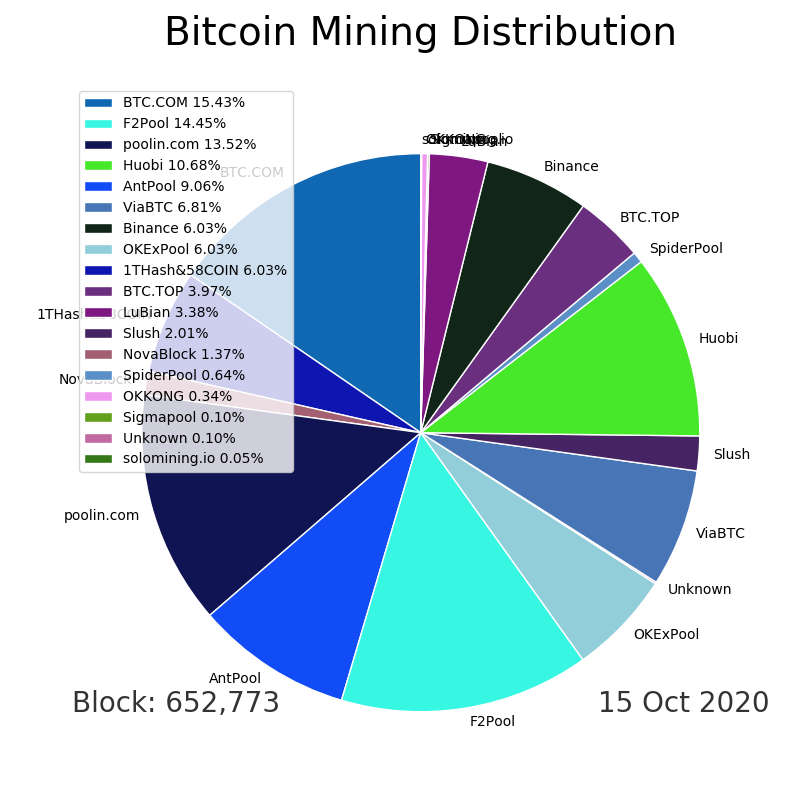 Bitcoin Mining Distribution
BTC.COM 15.43%
F2Pool 14.45%
poolin.com 13.52%
Huobi 10.68%
AntPool 9.06%
ViaBTC 6.81%
Binance 6.03%
OKExPool 6.03%
1THash&58COIN 6.03%
BTC.TOP 3.97%
LuBian 3.38%
Slush 2.01%
NovaBlock 1.37%
SpiderPool 0.64%
OKKONG 0.34%
Sigmapool 0.10%
Unknown 0.10%
solomining.io 0.05%
BTC.COM
1THash&58COIN
NovaBlock
poolin.com
AntPool
F2Pool
OKExPool
Unknown
ViaBTC
Slush
Huobi
SpiderPool
BTC.TOP
Binance
Block: 652,773
15 Oct 2020